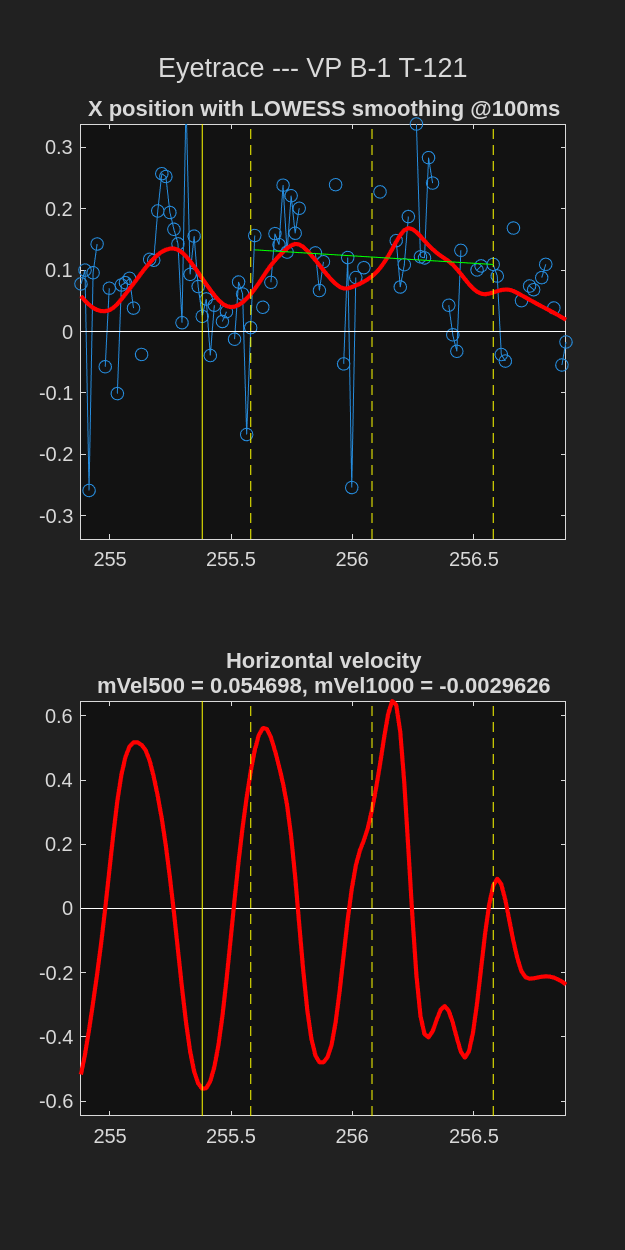 Eyetrace --- VP B-1 T-121
X position with LOWESS smoothing @100ms
0.3
0.2
0.1
0
-0.1
-0.2
-0.3
255 255.5 256 256.5
Horizontal velocity
mVel500 = 0.054698, mVel1000 = -0.0029626
0.6
0.4
0.2
0
-0.2
-0.4
-0.6
255 255.5 256 256.5